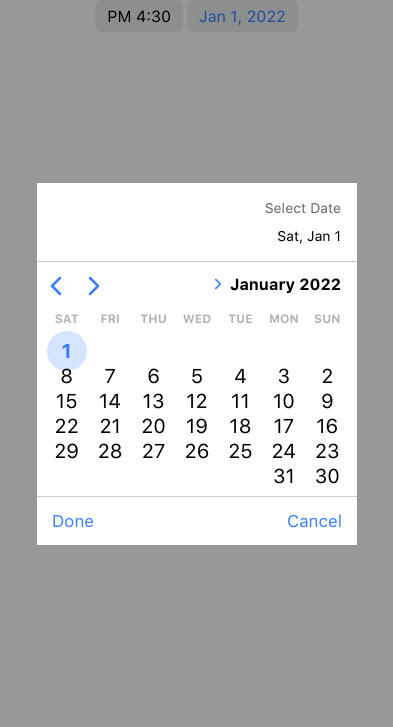 PM 4:30 Jan 1, 2022
Select Date
Sat, Jan 1
January 2022
SAT FRI THU WED TUE MON SUN
1
8 7 6 5 4 3 2
15 14 13 12 11 10 9
22 21 20 19 18 17 16
29 28 27 26 25 24 23
31 30
Done Cancel